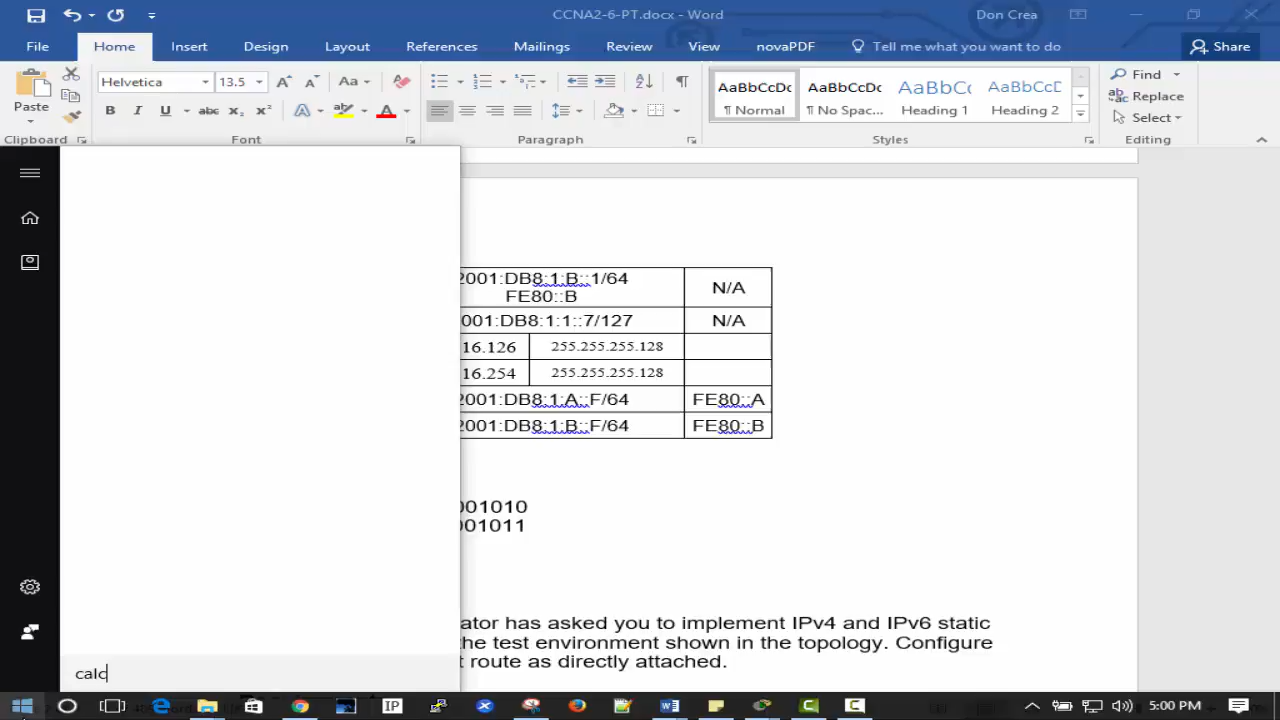 CCNA2-6-PT.docx - Word
Don Crea
File Home Insert Design Layout References Mailings Review View novaPDF Tell me what you want to do Share
Paste
Clipboard
Helvetica 13.5
Font
Paragraph
AaBbCcDc AaBbCcDc AaBbC AaBbCcD
¶ Normal ¶ No Spac... Heading 1 Heading 2
Styles
Find
Replace
Select
Editing
2001:DB8:1:B::1/64
FE80::B
N/A
001:DB8:1:1::7/127 N/A
16.126 255.255.255.128
16.254 255.255.255.128
2001:DB8:1:A::F/64 FE80::A
2001:DB8:1:B::F/64 FE80::B
001010
001011
ator has asked you to implement IPv4 and IPv6 static
the test environment shown in the topology. Configure
t route as directly attached.
calc
IP
5:00 PM